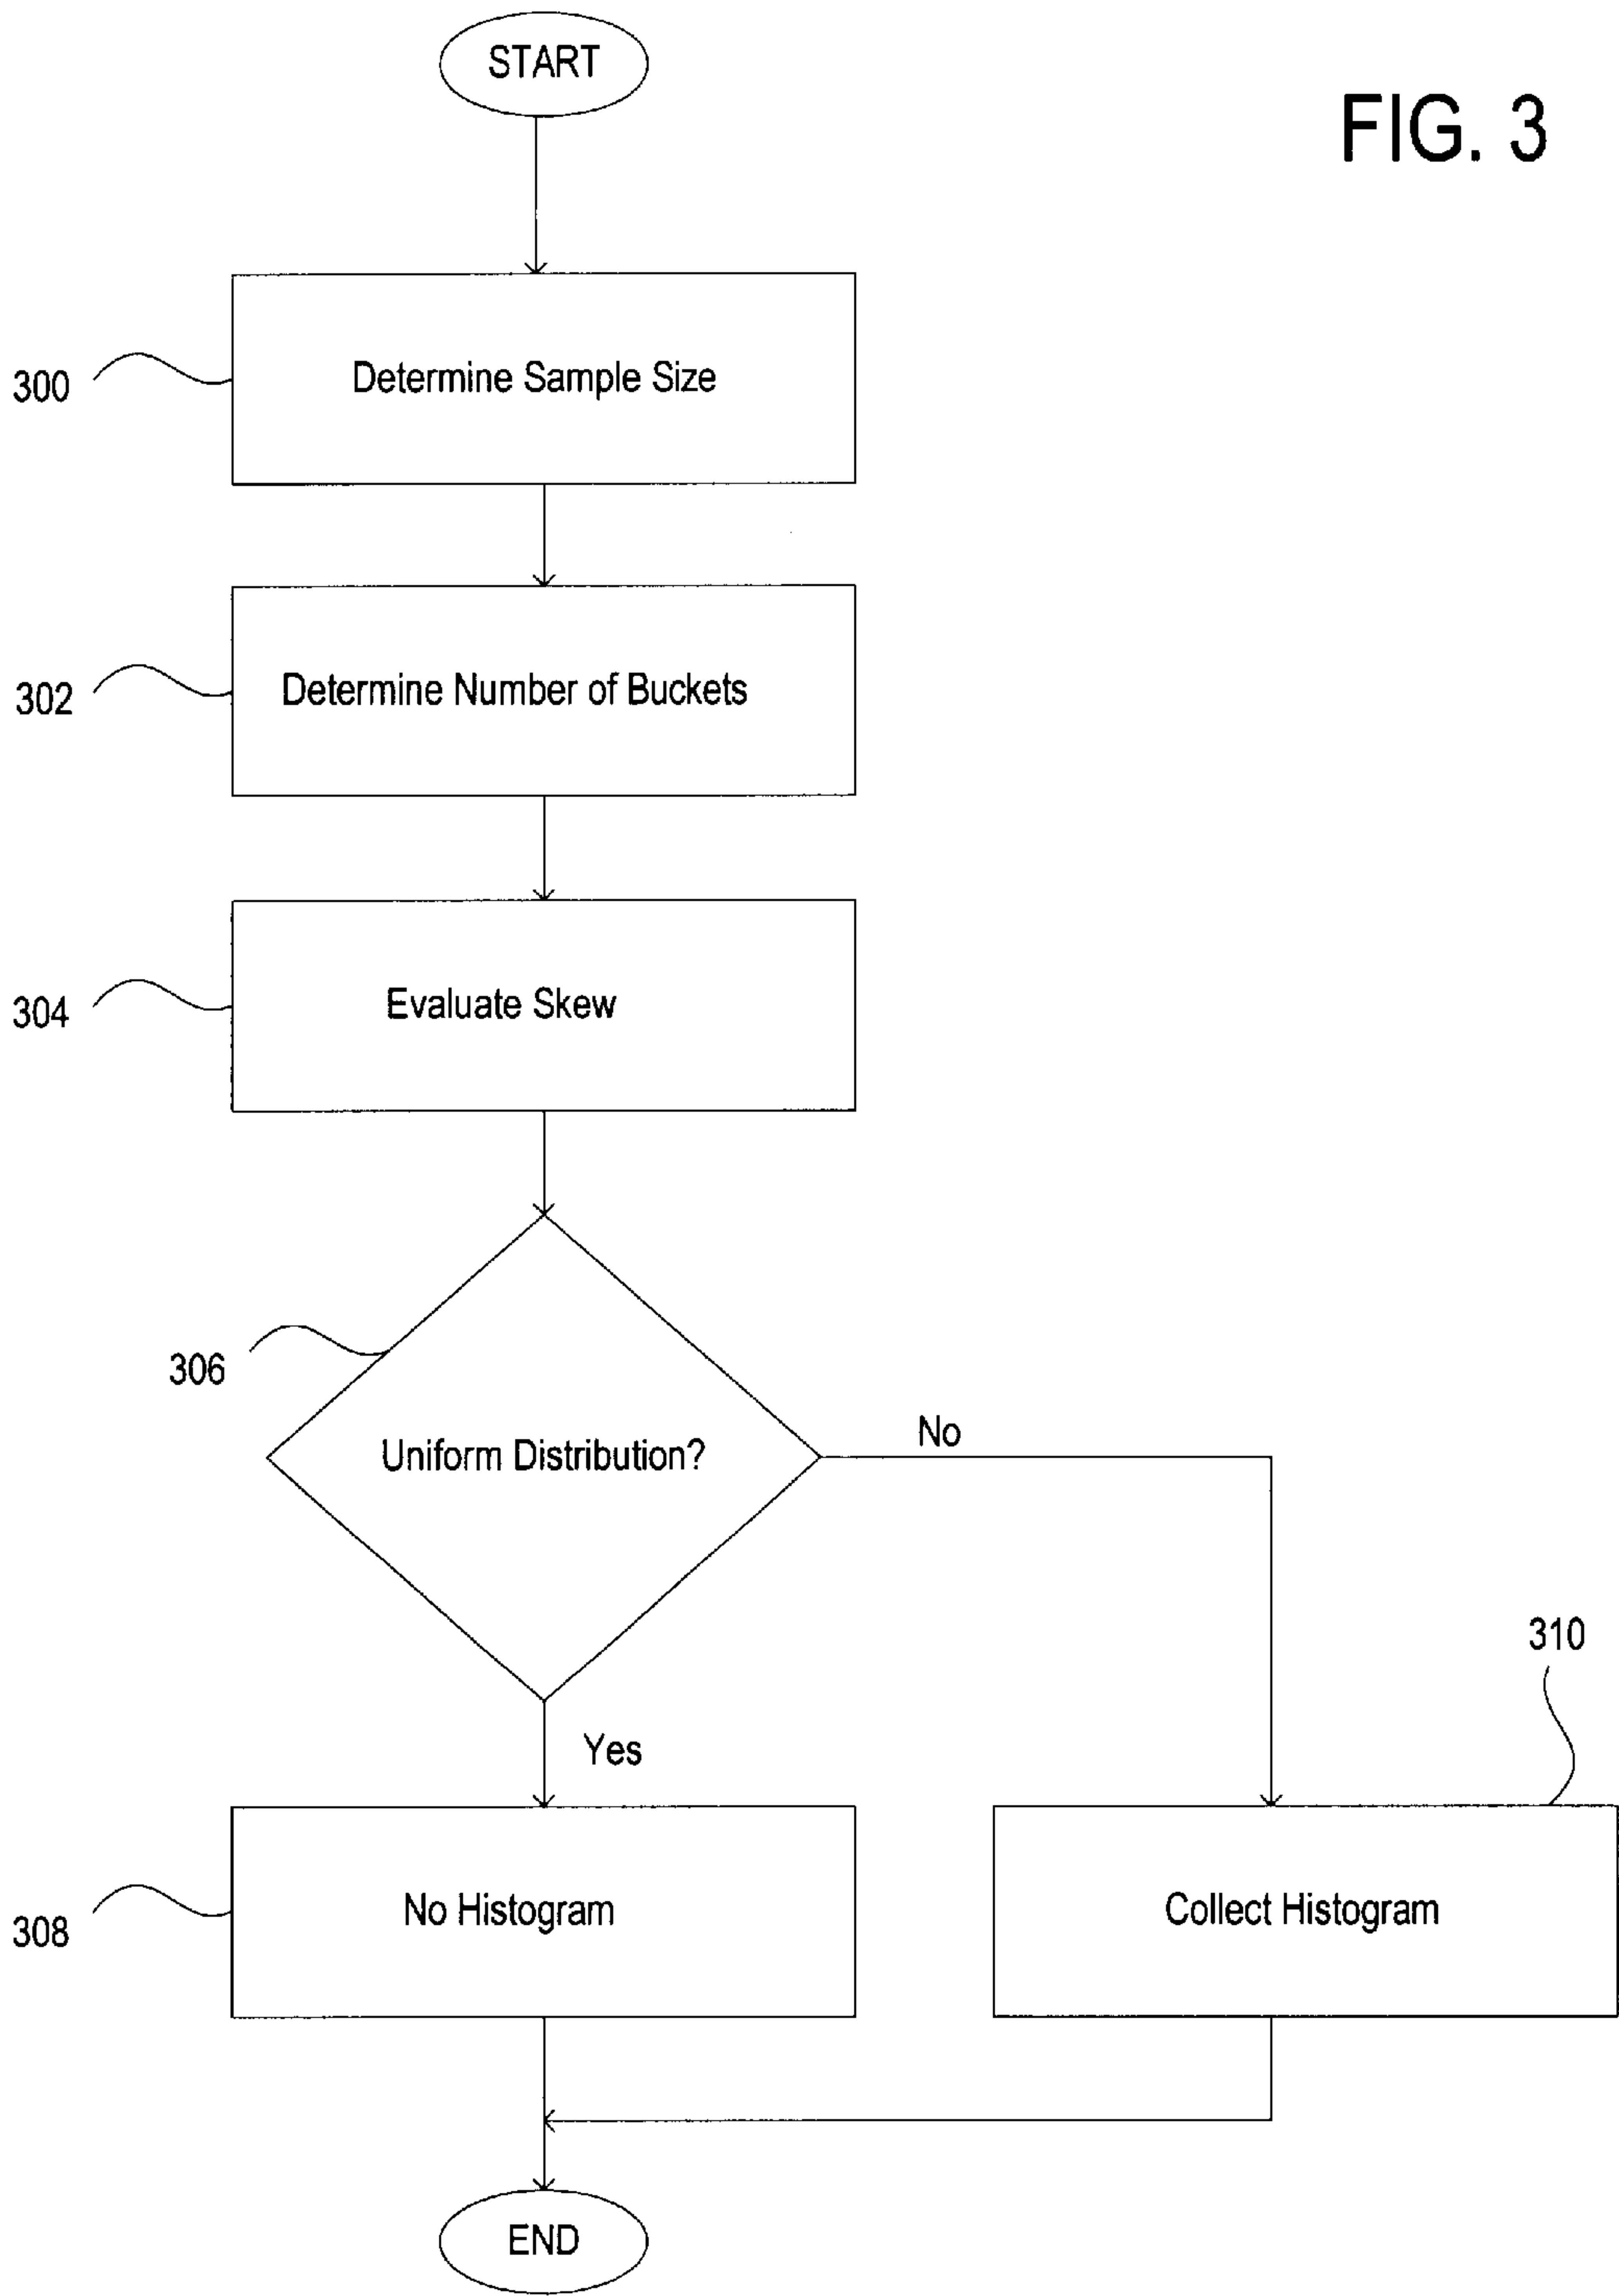 START
FIG. 3
300
Determine Sample Size
302
Determine Number of Buckets
304
Evaluate Skew
306
Uniform Distribution?
No
Yes
310
308
No Histogram
Collect Histogram
END